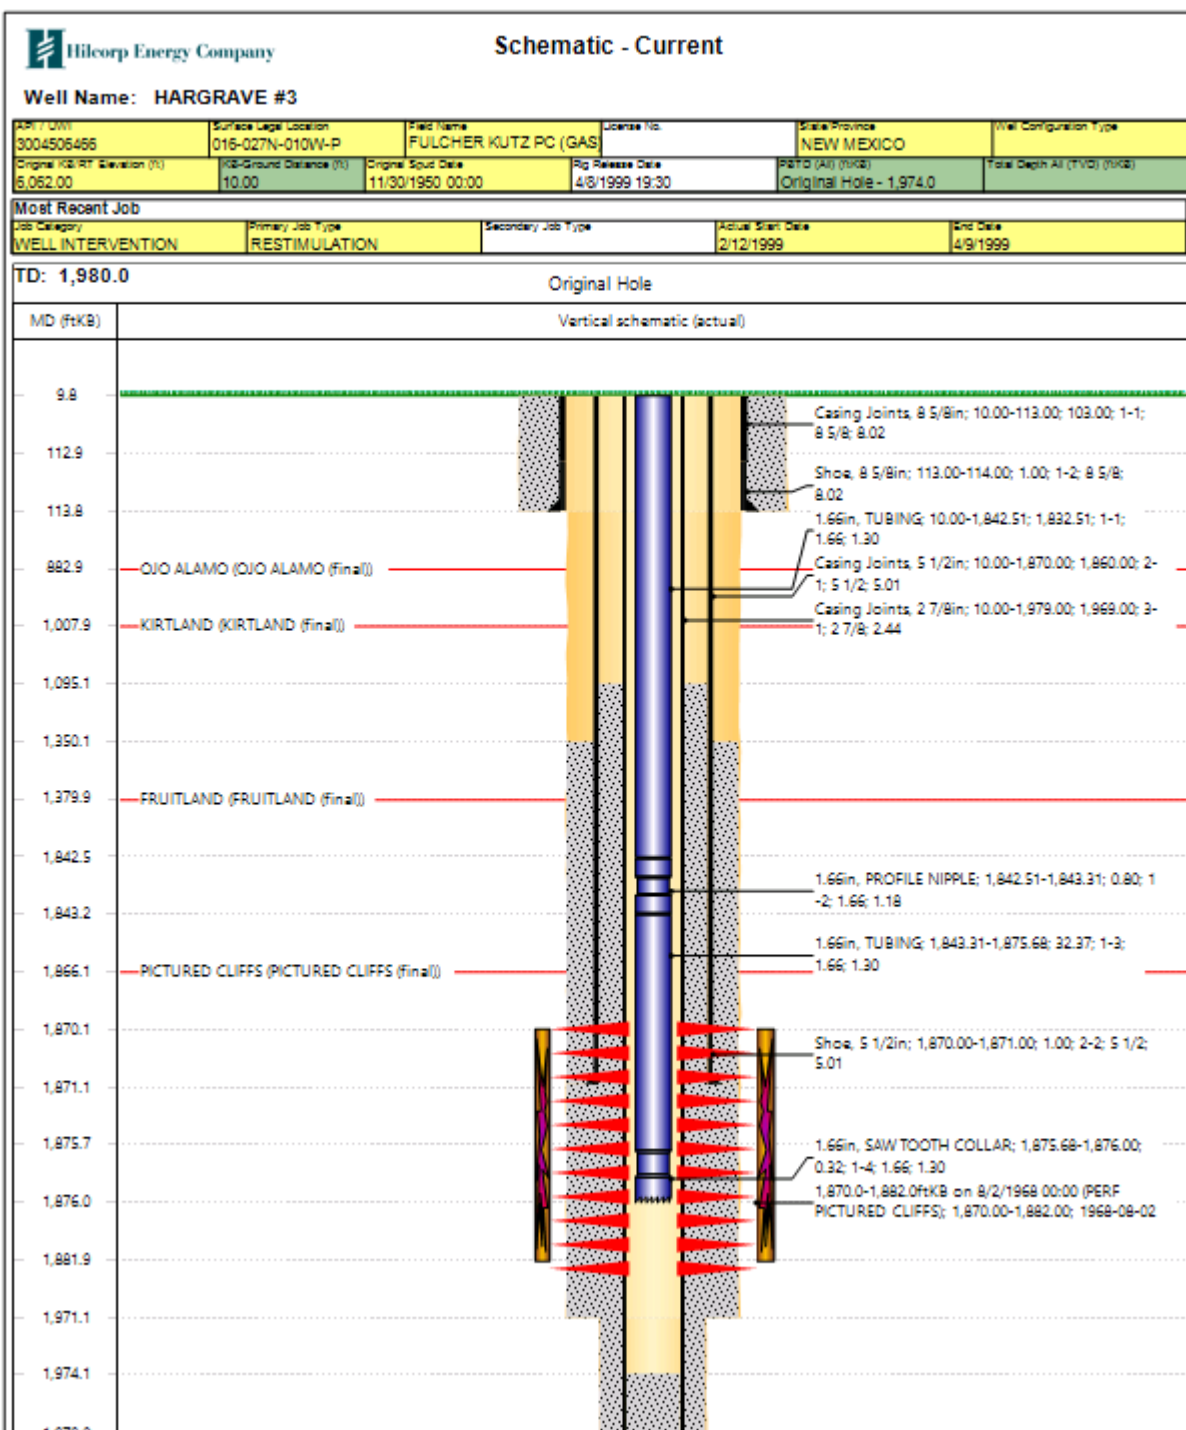 Hilcorp Energy Company
Schematic - Current
Well Name: HARGRAVE #3
API / UWI
Surface Legal Location
Field Name
License No.
State/Province
Well Configuration Type
3004506466
016-027N-010W-P
FULCHER KUTZ PC (GAS)
NEW MEXICO
Original KB/RT Elevation (ft)
KB-Ground Distance (ft)
Original Spud Date
Rig Release Date
PBTD (All) (ftKB)
Total Depth All (TVD) (ftKB)
6,062.00
10.00
11/30/1950 00:00
4/8/1999 19:30
Original Hole - 1,974.0
Most Recent Job
Job Category
Primary Job Type
Secondary Job Type
Actual Start Date
End Date
WELL INTERVENTION
RESTIMULATION
2/12/1999
4/9/1999
TD: 1,980.0
Original Hole
MD (ftKB)
Vertical schematic (actual)
9.8
Casing Joints, 8 5/8in; 10.00-113.00; 103.00; 1-1;
8 5/8; 8.02
112.9
Shoe, 8 5/8in; 113.00-114.00; 1.00; 1-2; 8 5/8;
8.02
113.8
1.66in, TUBING; 10.00-1,842.51; 1,832.51; 1-1;
1.66; 1.30
882.9
OJO ALAMO (OJO ALAMO (final))
Casing Joints, 5 1/2in; 10.00-1,870.00; 1,860.00; 2-
1; 5 1/2; 5.01
Casing Joints, 2 7/8in; 10.00-1,979.00; 1,969.00; 3-
1; 2 7/8; 2.44
1,007.9
KIRTLAND (KIRTLAND (final))
1,095.1
1,350.1
1,379.9
FRUITLAND (FRUITLAND (final))
1,842.5
1.66in, PROFILE NIPPLE; 1,842.51-1,843.31; 0.80; 1
-2; 1.66; 1.18
1,843.2
1.66in, TUBING; 1,843.31-1,875.68; 32.37; 1-3;
1.66; 1.30
1,866.1
PICTURED CLIFFS (PICTURED CLIFFS (final))
1,870.1
Shoe, 5 1/2in; 1,870.00-1,871.00; 1.00; 2-2; 5 1/2;
5.01
1,871.1
1,875.7
1.66in, SAW TOOTH COLLAR; 1,875.68-1,876.00;
0.32; 1-4; 1.66; 1.30
1,876.0
1,870.0-1,882.0ftKB on 8/2/1968 00:00 (PERF
PICTURED CLIFFS); 1,870.00-1,882.00; 1968-08-02
1,881.9
1,971.1
1,974.1